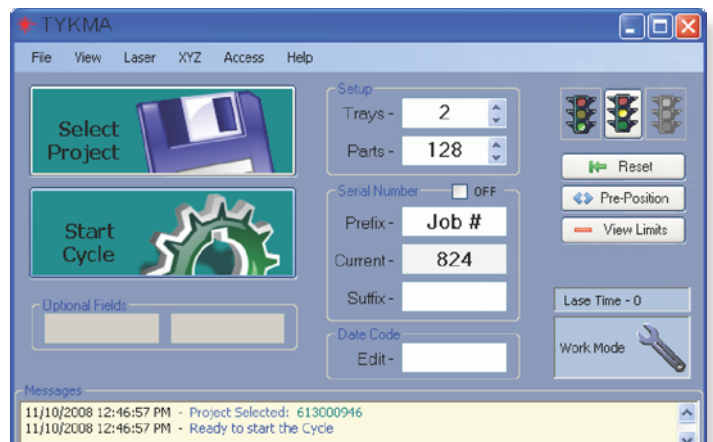 TYKMA
File View Laser XYZ Access Help
Select
Project
Start
Cycle
Optional Fields
Setup
Trays - 2
Parts - 128
Serial Number OFF
Prefix - Job #
Current - 824
Suffix -
Date Code
Edit -
Reset
Pre-Position
View Limits
Lase Time - 0
Work Mode
Messages
11/10/2008 12:46:57 PM - Project Selected: 613000946
11/10/2008 12:46:57 PM - Ready to start the Cycle